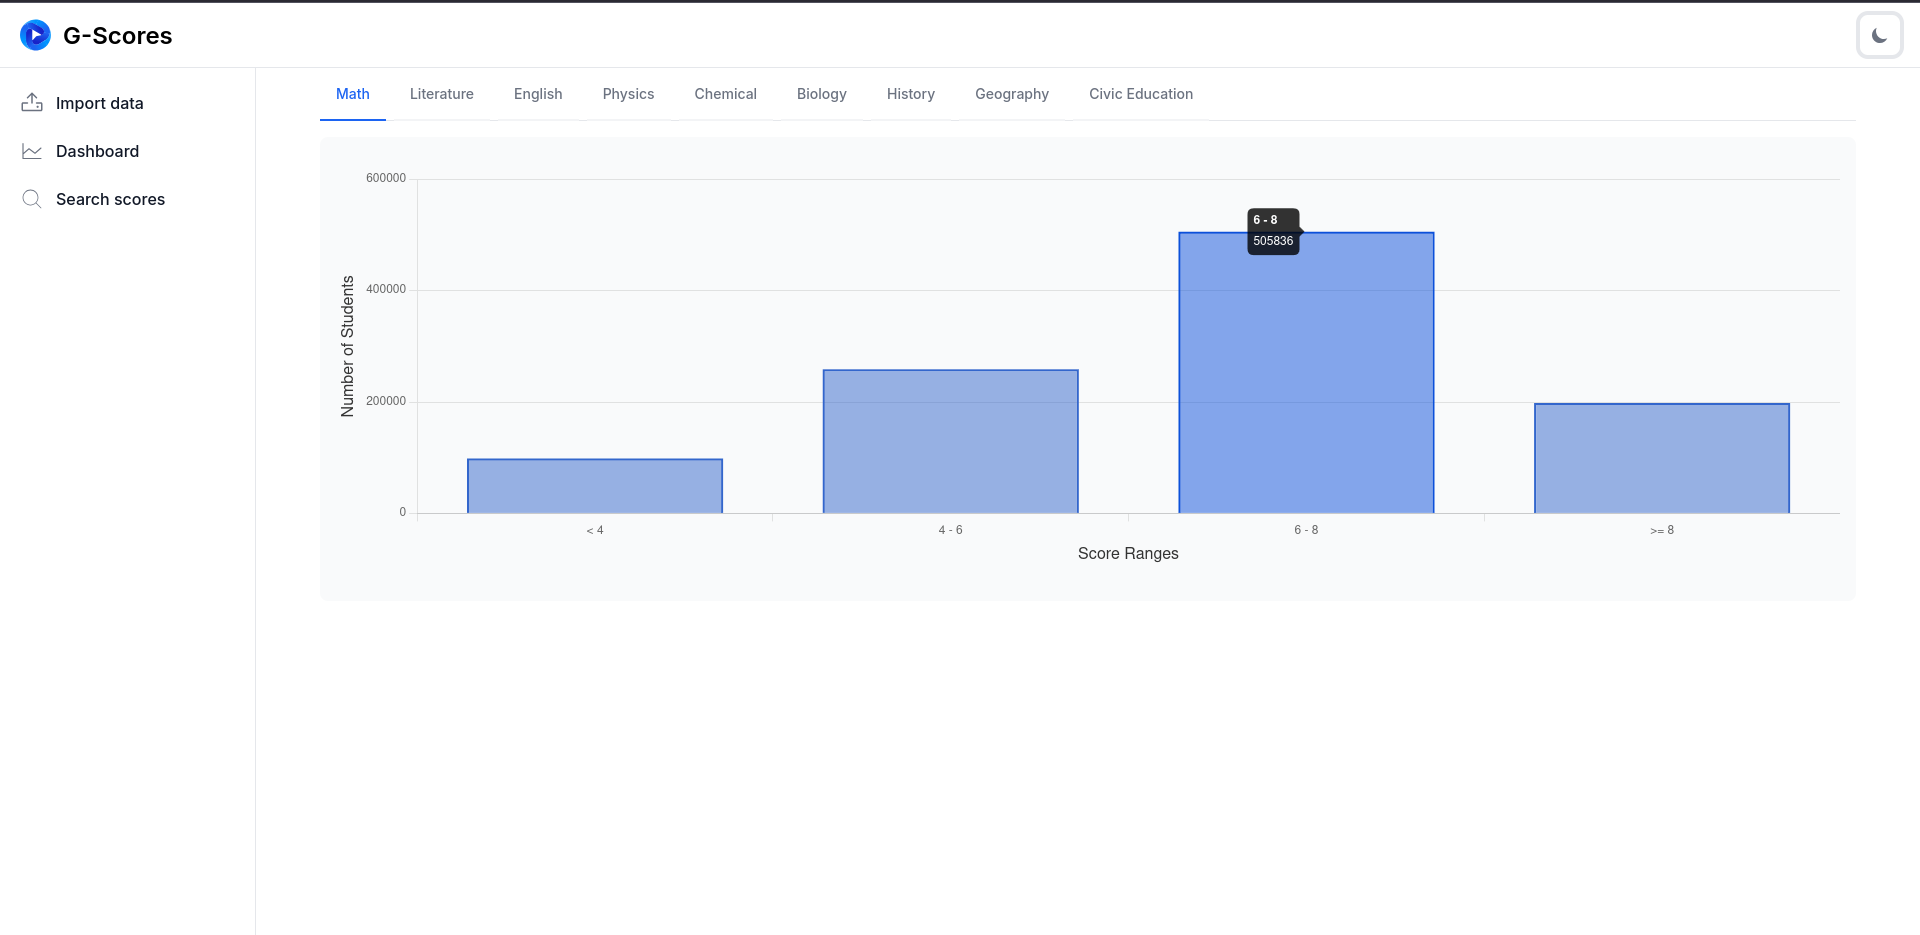 G-Scores
Import data
Dashboard
Search scores
Math Literature English Physics Chemical Biology History Geography Civic Education
600000
400000
200000
0
Number of Students
6 - 8
505836
< 4 4 - 6 6 - 8 >= 8
Score Ranges